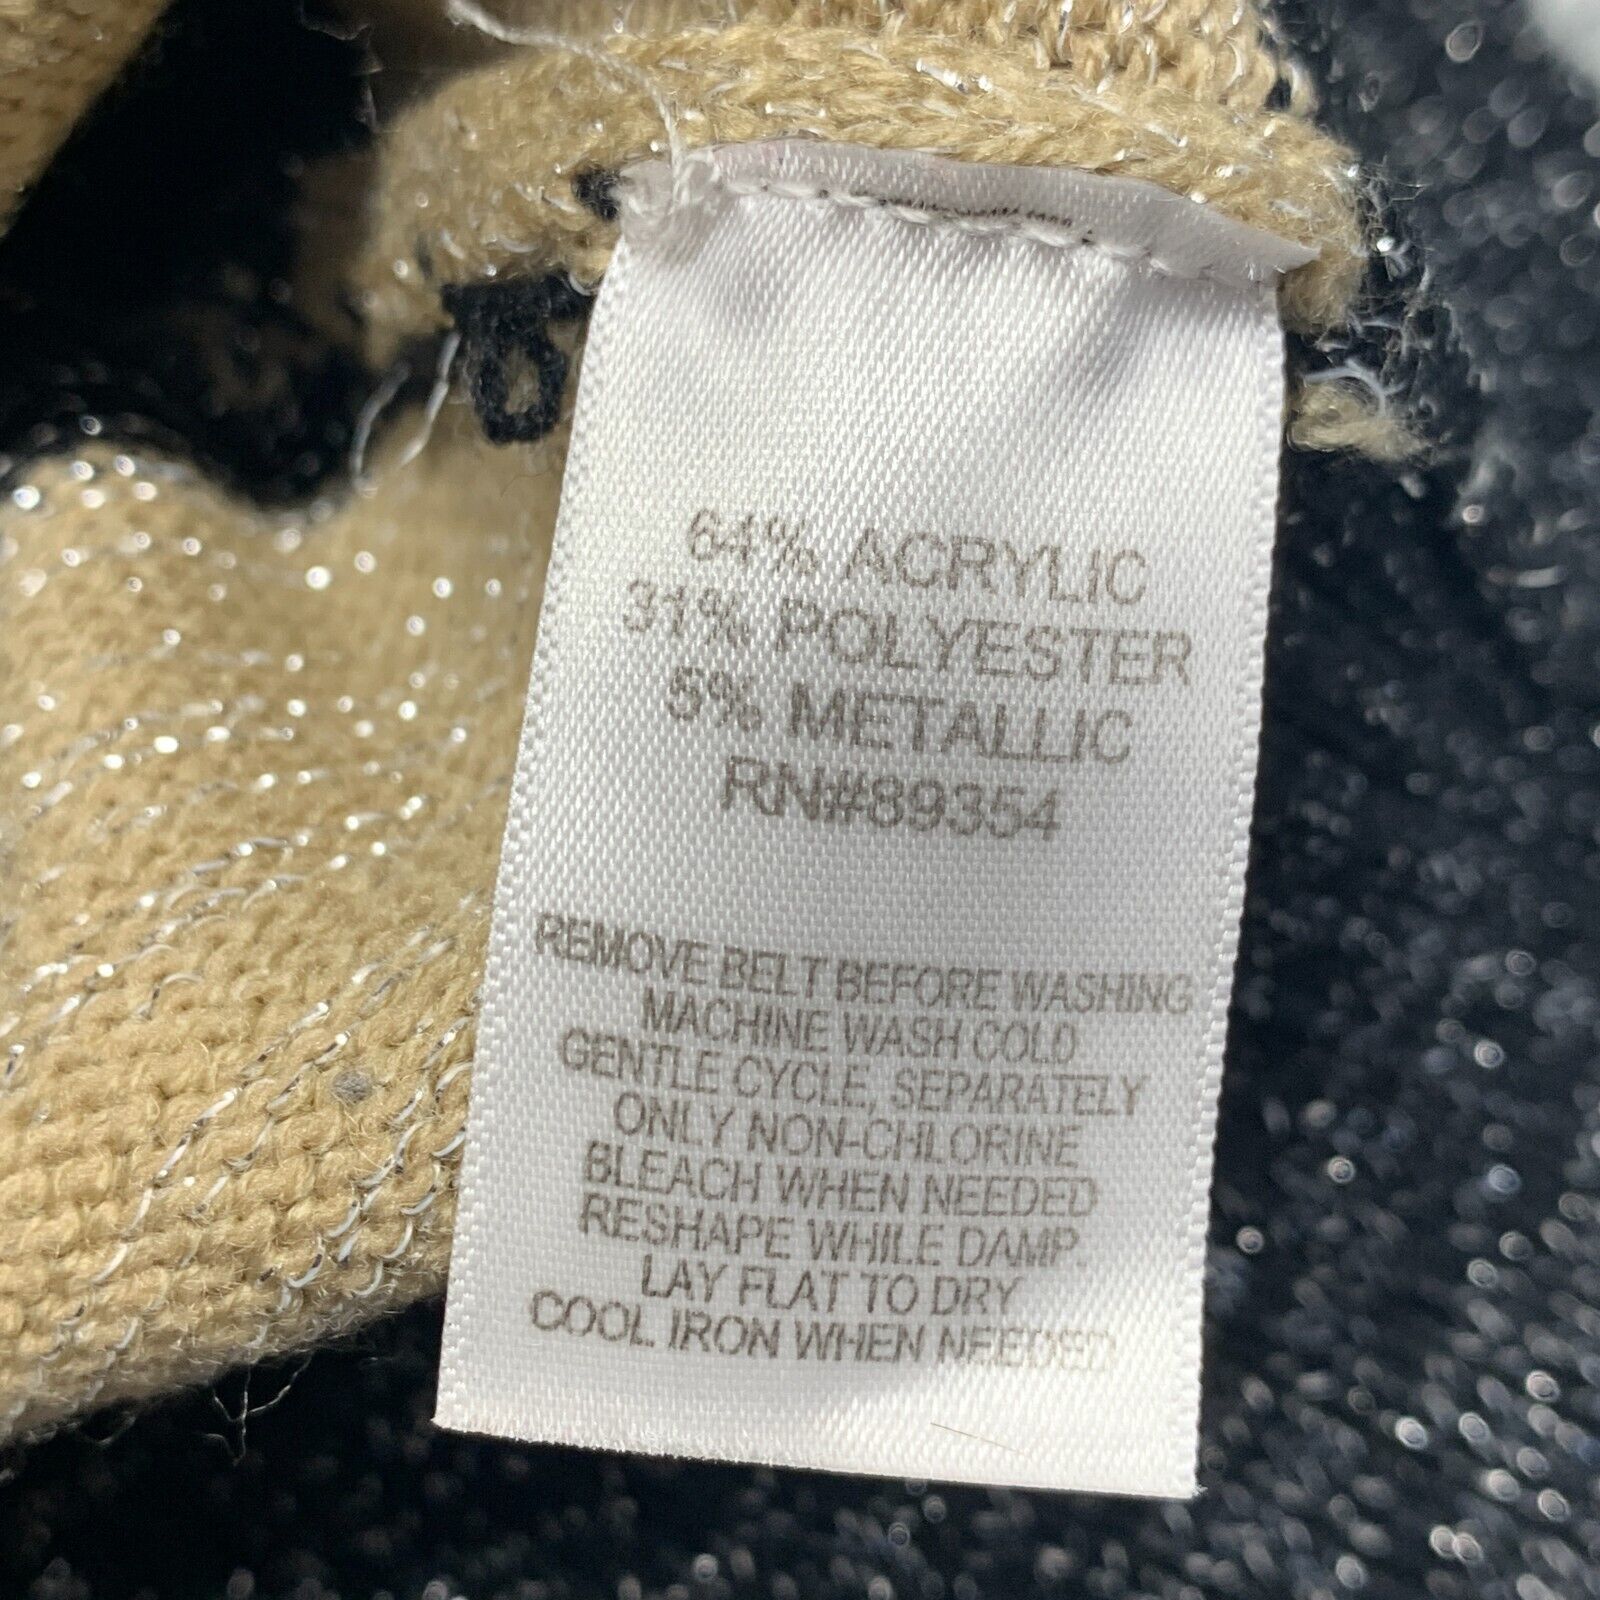 64% ACRYLIC
31% POLYESTER
5% METALLIC
RN#89354
REMOVE BELT BEFORE WASHING
MACHINE WASH COLD
GENTLE CYCLE, SEPARATELY
ONLY NON-CHLORINE
BLEACH WHEN NEEDED
RESHAPE WHILE DAMP.
LAY FLAT TO DRY
COOL IRON WHEN NEEDED